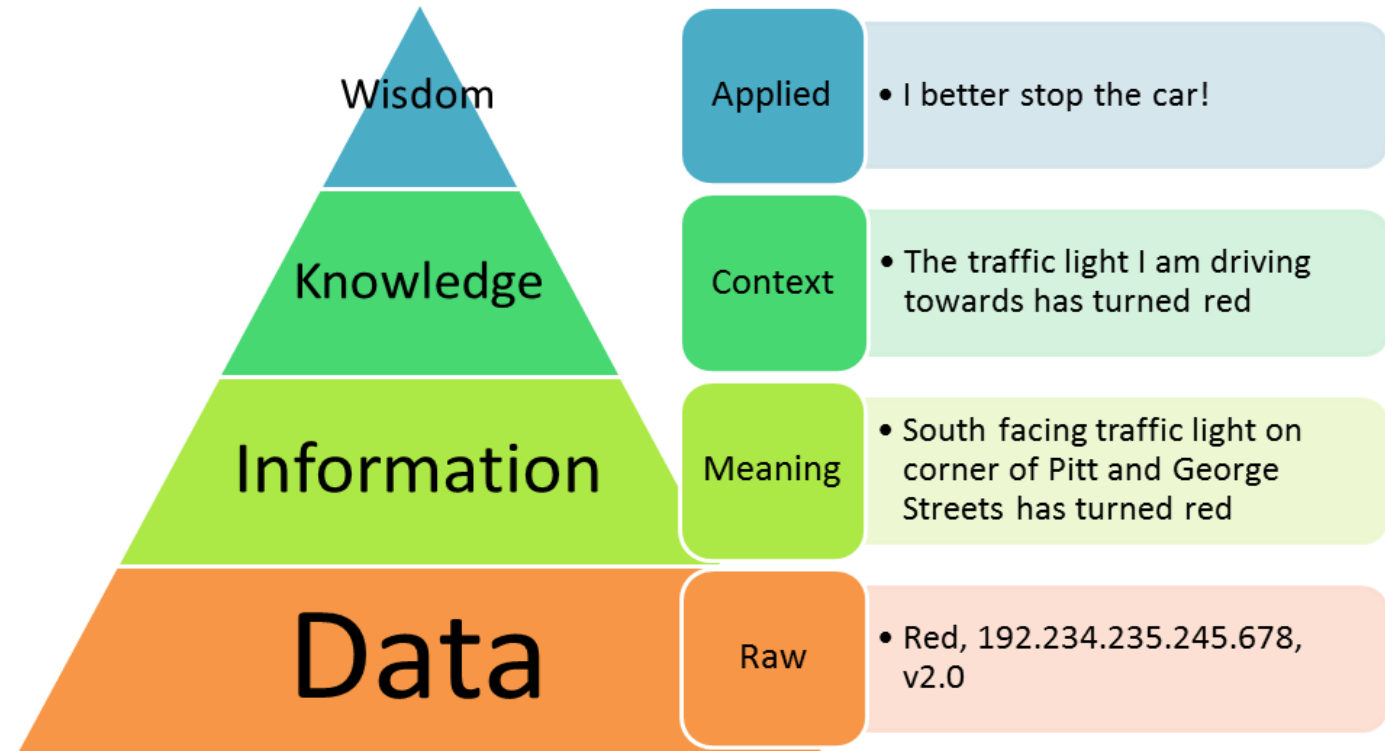 Wisdom
Applied
• I better stop the car!
Knowledge
Context
• The traffic light I am driving
towards has turned red
Information
Meaning
• South facing traffic light on
corner of Pitt and George
Streets has turned red
Data
Raw
• Red, 192.234.235.245.678,
v2.0